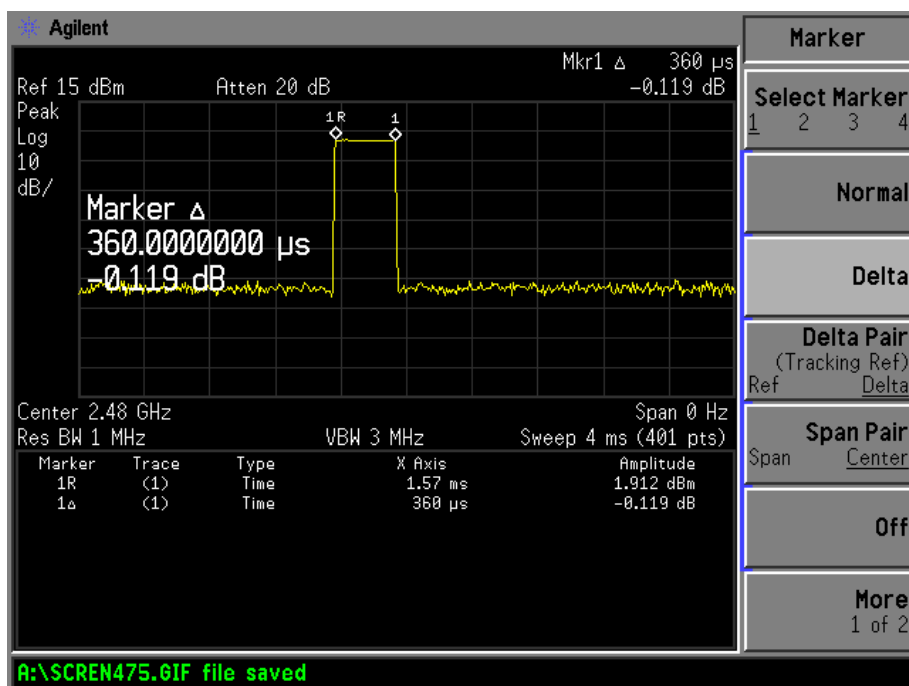 Agilent
Marker
Mkr1 Δ 360 µs
Ref 15 dBm Atten 20 dB -0.119 dB
Peak
Log
10
dB/
1R 1
Marker Δ
360.0000000 µs
-0.119 dB
Center 2.48 GHz Span 0 Hz
Res BW 1 MHz VBW 3 MHz Sweep 4 ms (401 pts)
Marker Trace Type X Axis Amplitude
1R (1) Time 1.57 ms 1.912 dBm
1Δ (1) Time 360 µs -0.119 dB
Select Marker
1 2 3 4
Normal
Delta
Delta Pair
(Tracking Ref)
Ref Delta
Span Pair
Span Center
Off
More
1 of 2
A:\SCREN475.GIF file saved